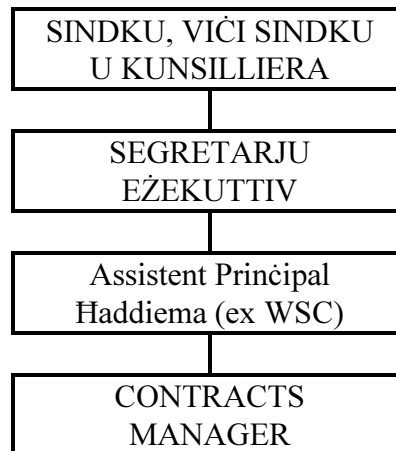 SINDKU, VIĊI SINDKU
U KUNSILLIERA
SEGRETARJU
EŻEKUTTIV
Assistent Prinċipal
Ħaddiema (ex WSC)
CONTRACTS
MANAGER